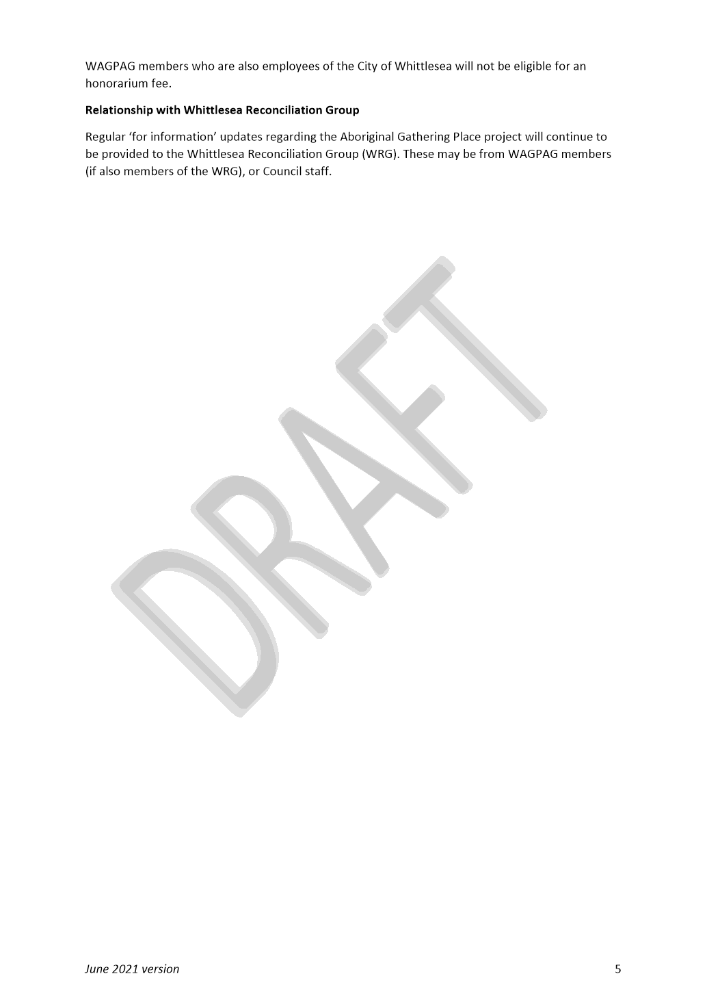 WAGPAG members who are also employees of the City of Whittlesea will not be eligible for an
honorarium fee.
Relationship with Whittlesea Reconciliation Group
Regular ‘for information’ updates regarding the Aboriginal Gathering Place project will continue to
be provided to the Whittlesea Reconciliation Group (WRG). These may be from WAGPAG members
(if also members of the WRG), or Council staff.
DRAFT
June 2021 version 5